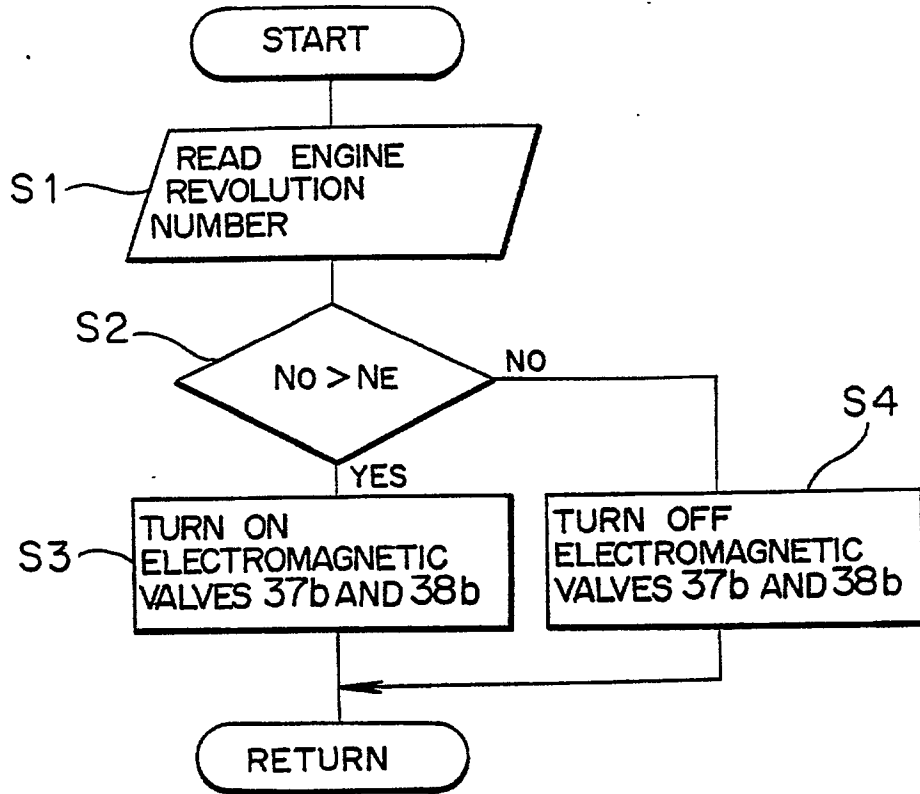 START
S1
READ ENGINE
REVOLUTION
NUMBER
S2
NO > NE
NO
YES
S4
S3
TURN ON
ELECTROMAGNETIC
VALVES 37b AND 38b
TURN OFF
ELECTROMAGNETIC
VALVES 37b AND 38b
RETURN